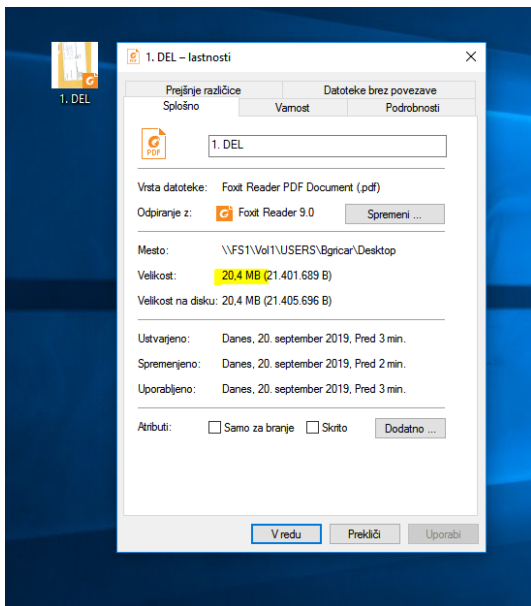 1. DEL
1. DEL – lastnosti
Prejšnje različice
Datoteke brez povezave
Splošno
Varnost
Podrobnosti
PDF
1. DEL
Vrsta datoteke: Foxit Reader PDF Document (.pdf)
Odpiranje z: Foxit Reader 9.0 Spremeni ...
Mesto: \\FS1\Vol1\USERS\Bgricar\Desktop
Velikost: 20,4 MB (21.401.689 B)
Velikost na disku: 20,4 MB (21.405.696 B)
Ustvarjeno: Danes, 20. september 2019, Pred 3 min.
Spremenjeno: Danes, 20. september 2019, Pred 2 min.
Uporabljeno: Danes, 20. september 2019, Pred 3 min.
Atributi: Samo za branje Skrito Dodatno ...
V redu Prekliči Uporabi